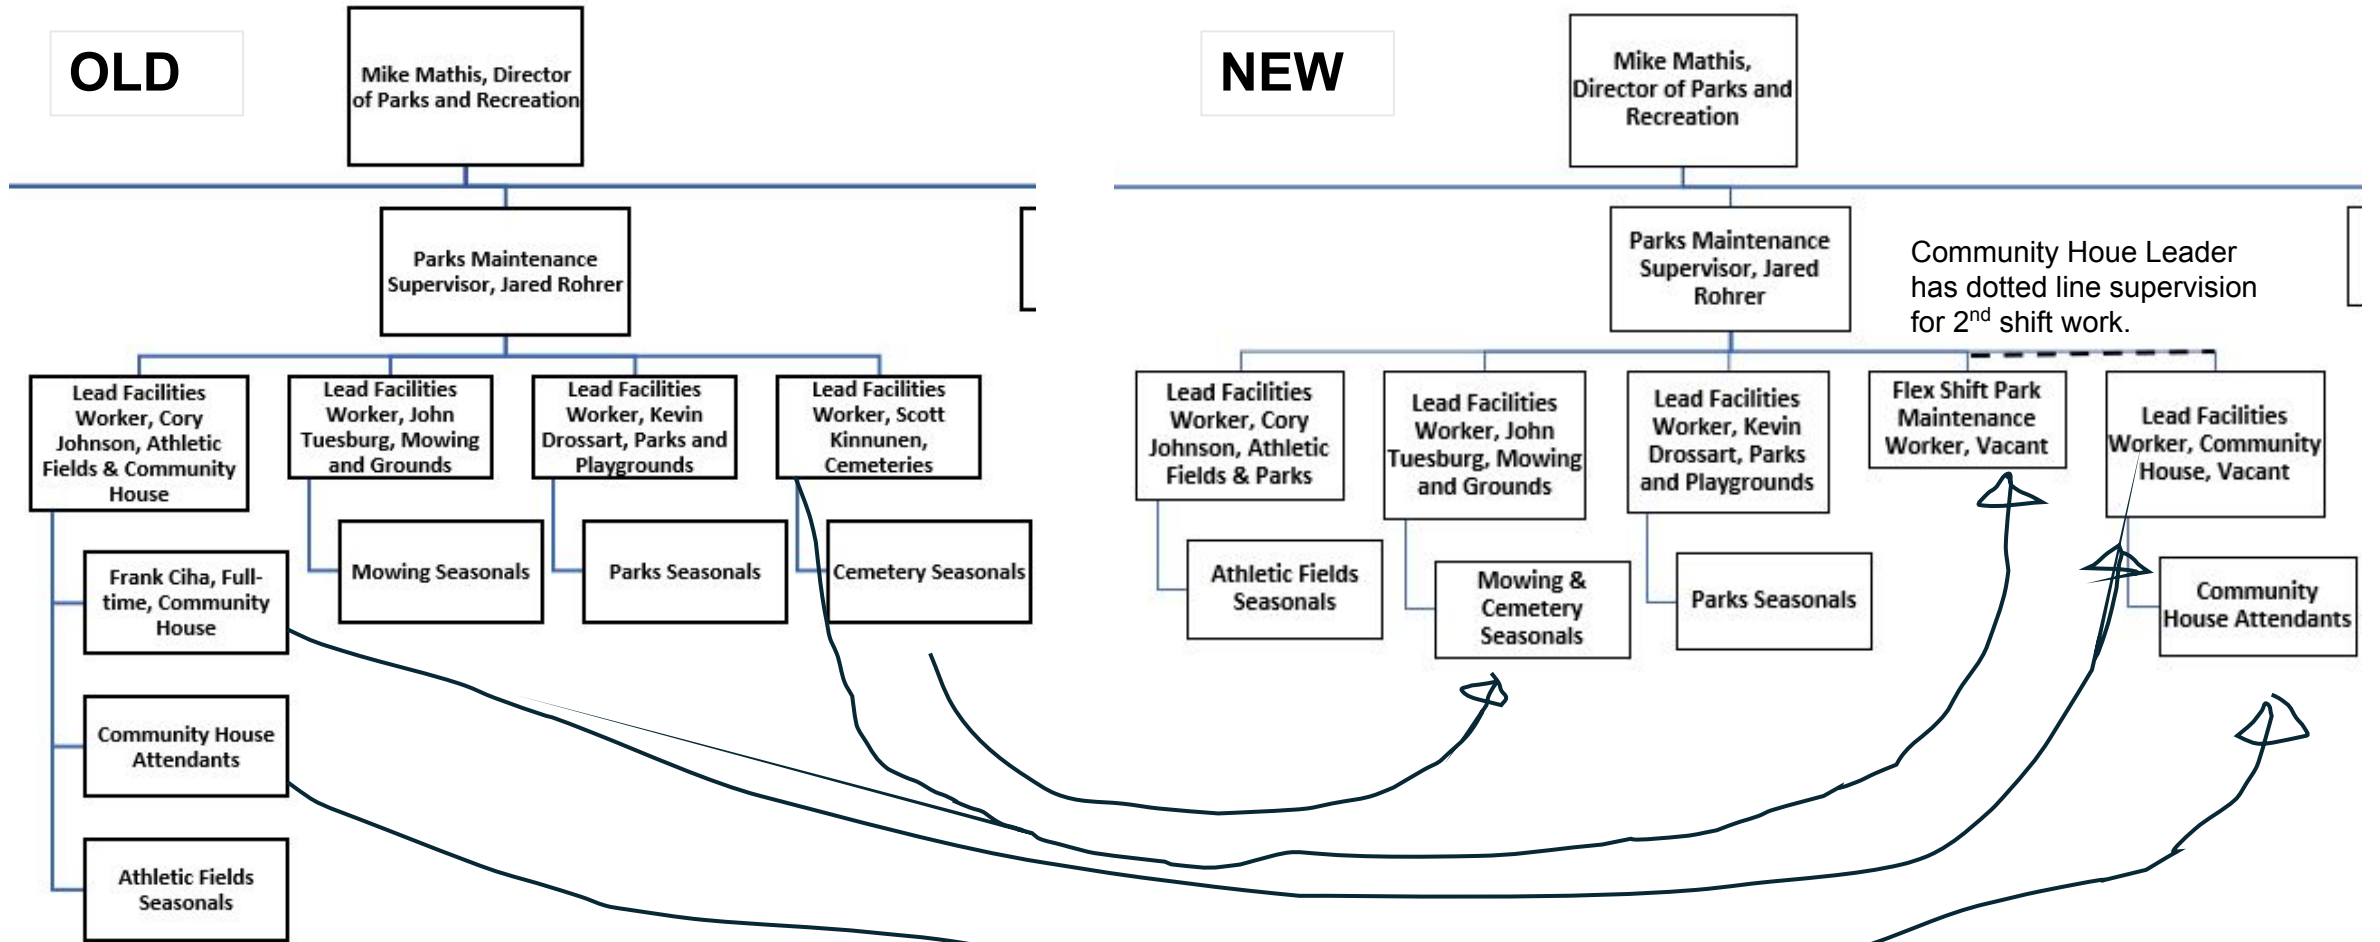 OLD
Mike Mathis, Director
of Parks and Recreation
Parks Maintenance
Supervisor, Jared Rohrer
Lead Facilities
Worker, Cory
Johnson, Athletic
Fields & Community
House
Lead Facilities
Worker, John
Tuesburg, Mowing
and Grounds
Lead Facilities
Worker, Kevin
Drossart, Parks and
Playgrounds
Lead Facilities
Worker, Scott
Kinnunen,
Cemeteries
Frank Ciha, Full-
time, Community
House
Community House
Attendants
Athletic Fields
Seasonals
Mowing Seasonals
Parks Seasonals
Cemetery Seasonals
NEW
Mike Mathis,
Director of Parks and
Recreation
Parks Maintenance
Supervisor, Jared
Rohrer
Community Houe Leader
has dotted line supervision
for 2nd shift work.
Lead Facilities
Worker, Cory
Johnson, Athletic
Fields & Parks
Lead Facilities
Worker, John
Tuesburg, Mowing
and Grounds
Lead Facilities
Worker, Kevin
Drossart, Parks
and Playgrounds
Flex Shift Park
Maintenance
Worker, Vacant
Lead Facilities
Worker, Community
House, Vacant
Athletic Fields
Seasonals
Mowing &
Cemetery
Seasonals
Parks Seasonals
Community
House Attendants